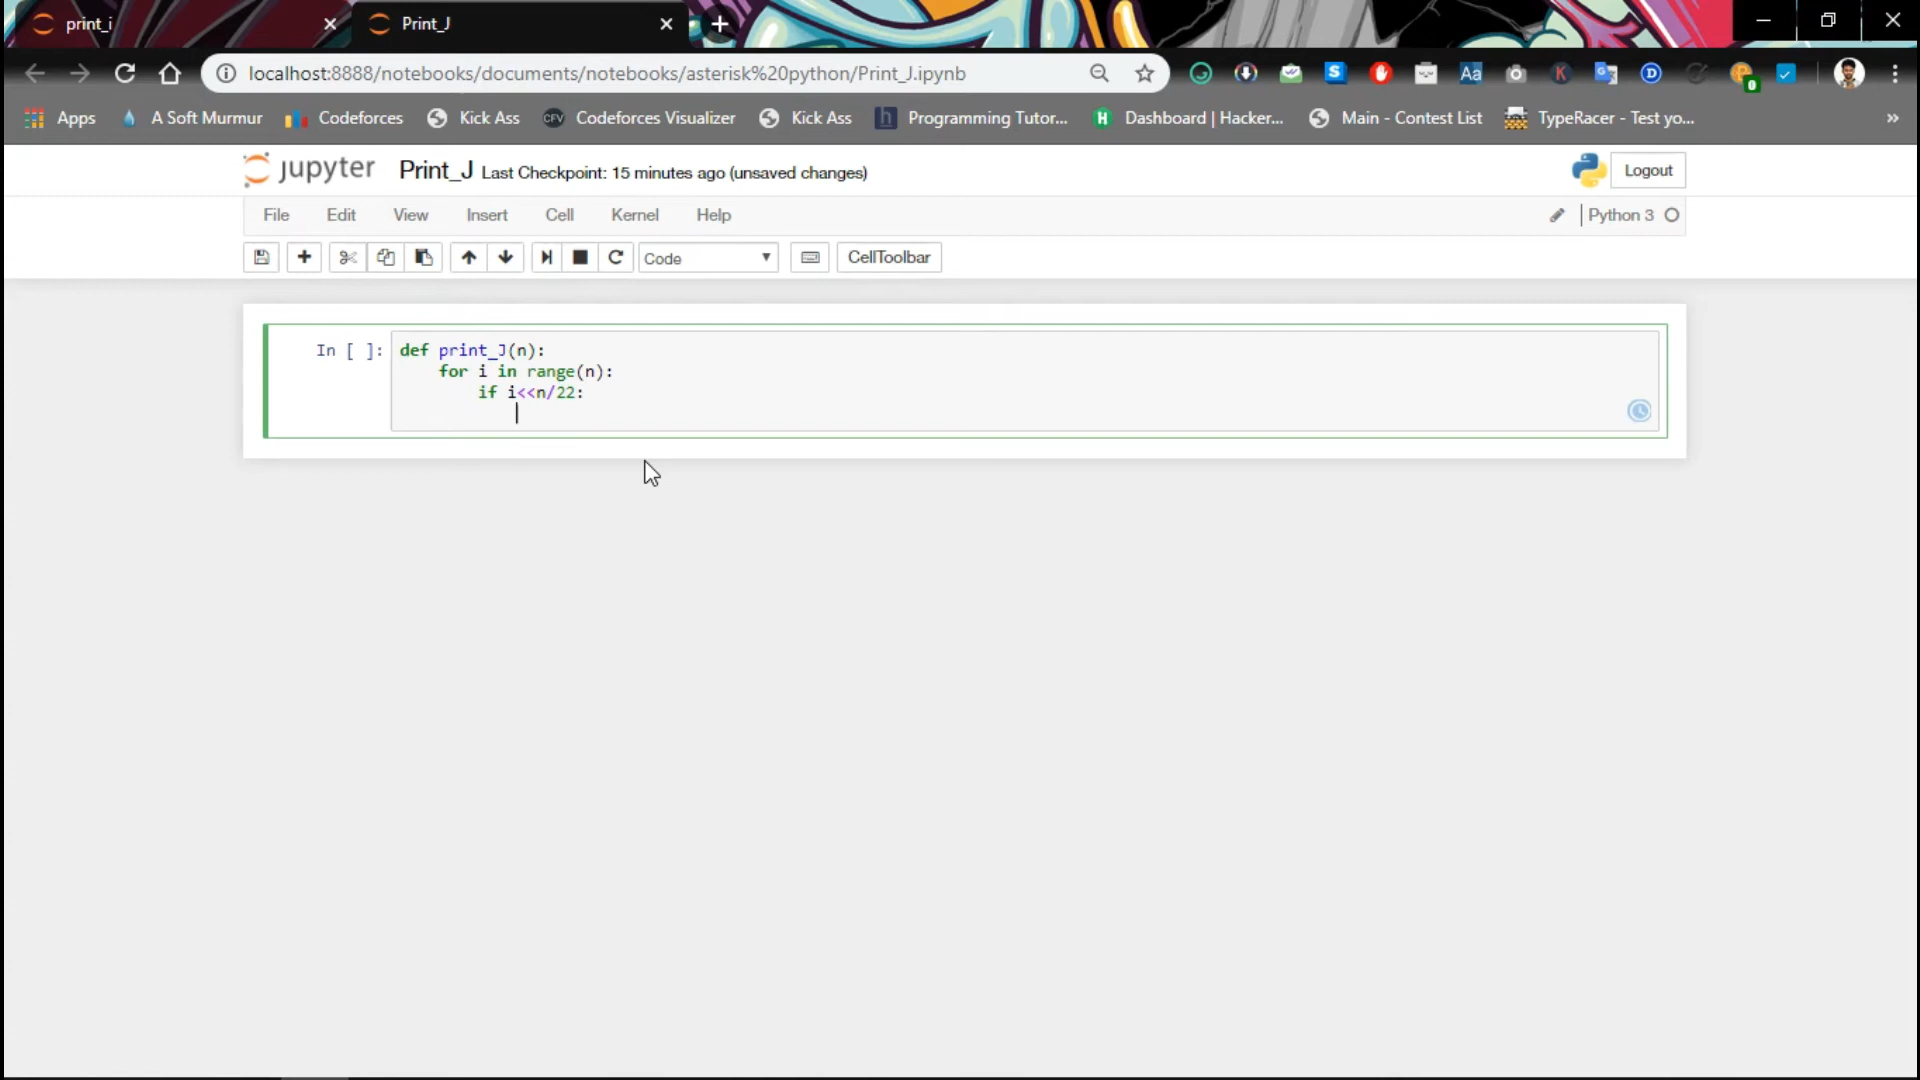 print_i
Print_J
localhost:8888/notebooks/documents/notebooks/asterisk%20python/Print_J.ipynb
Apps
A Soft Murmur
Codeforces
Kick Ass
CFV
Codeforces Visualizer
Kick Ass
Programming Tutor...
Dashboard | Hacker...
Main - Contest List
TypeRacer - Test yo...
»
jupyter
Print_J Last Checkpoint: 15 minutes ago (unsaved changes)
Logout
File Edit View Insert Cell Kernel Help
Python 3
Code
CellToolbar
In [ ]:
def print_J(n):
for i in range(n):
if i<<n/22: